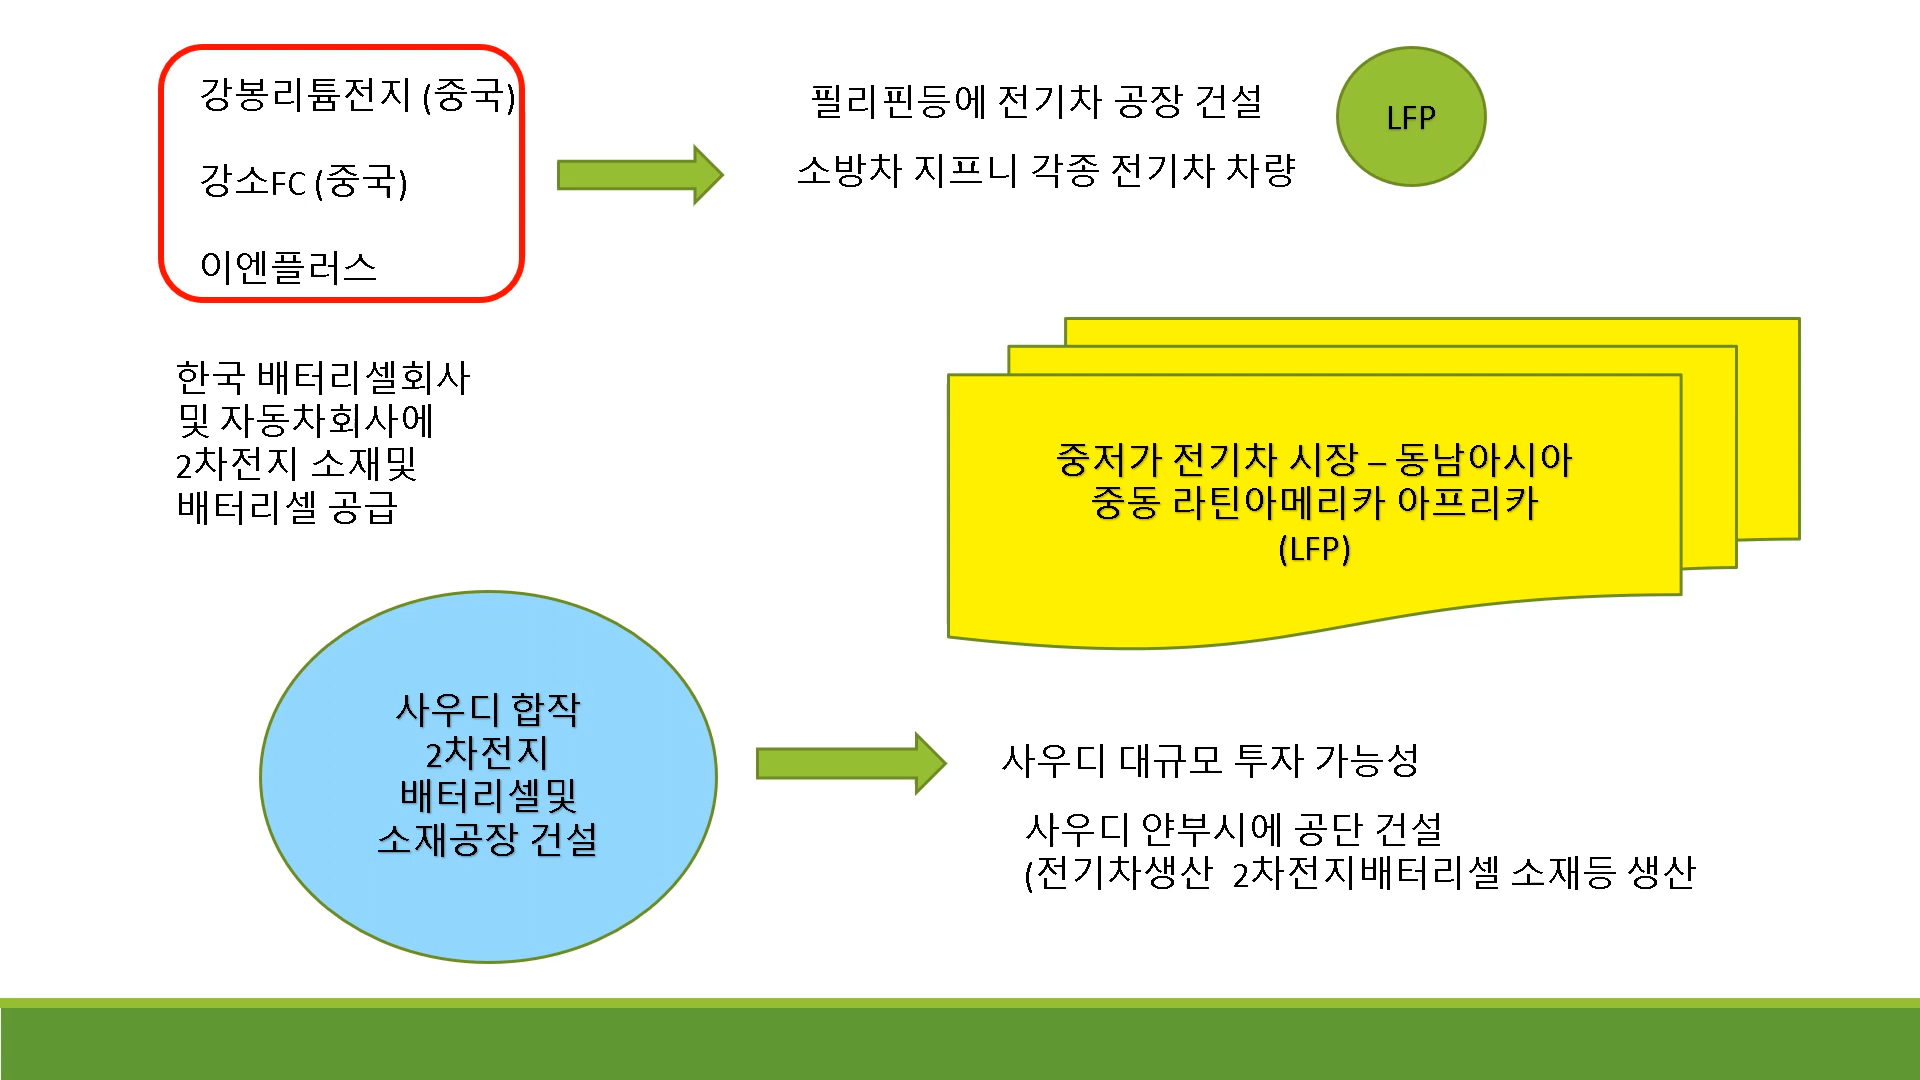 강봉리튬전지 (중국)
강소FC (중국)
이엔플러스
필리핀등에 전기차 공장 건설
소방차 지프니 각종 전기차 차량
LFP
한국 배터리셀회사
및 자동차회사에
2차전지 소재및
배터리셀 공급
중저가 전기차 시장 – 동남아시아
중동 라틴아메리카 아프리카
(LFP)
사우디 합작
2차전지
배터리셀및
소재공장 건설
사우디 대규모 투자 가능성
사우디 얀부시에 공단 건설
(전기차생산 2차전지배터리셀 소재등 생산